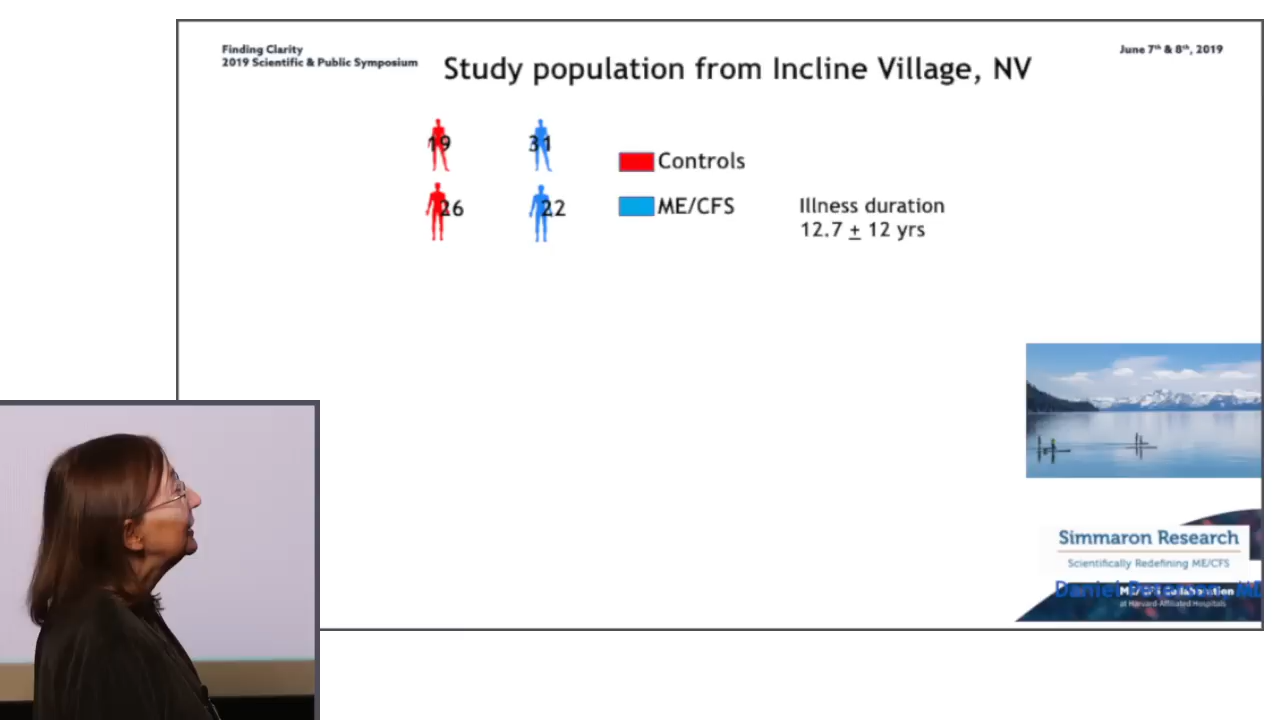 Finding Clarity
2019 Scientific & Public Symposium
June 7th & 8th, 2019
Study population from Incline Village, NV
19
31
Controls
26
22
ME/CFS
Illness duration
12.7 ± 12 yrs
Simmaron Research
Scientifically Redefining ME/CFS
Daniel
at Harvard-Affiliated Hospitals